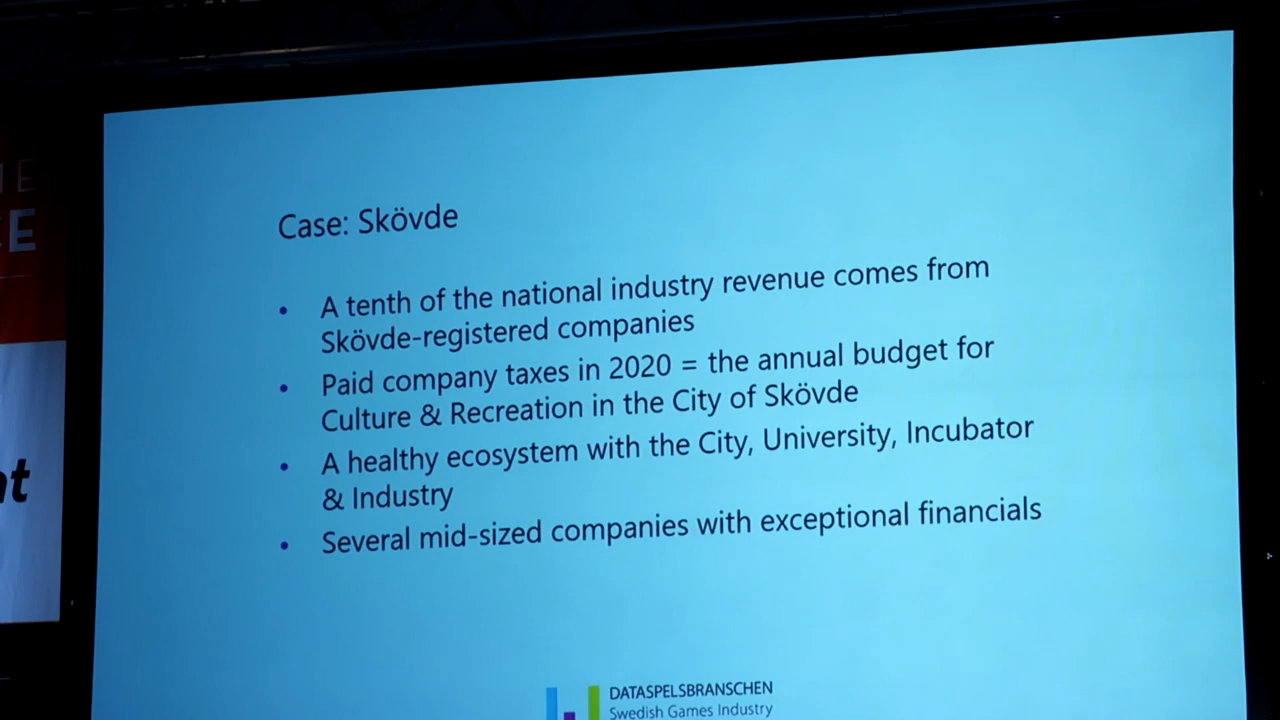 E
E
nt
Case: Skövde
• A tenth of the national industry revenue comes from
Skövde-registered companies
• Paid company taxes in 2020 = the annual budget for
Culture & Recreation in the City of Skövde
• A healthy ecosystem with the City, University, Incubator
& Industry
• Several mid-sized companies with exceptional financials
DATASPELSBRANSCHEN
Swedish Games Industry